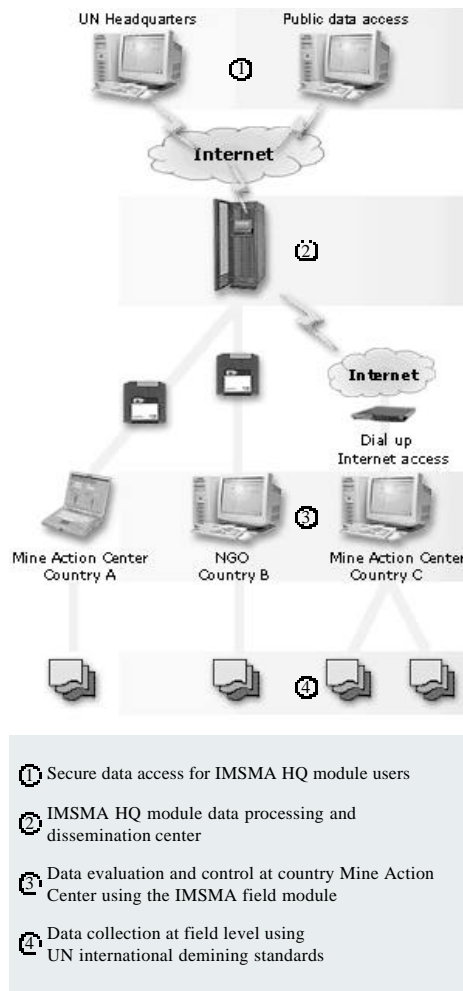 UN Headquarters
Public data access
1
Internet
2
Internet
Dial up
Internet access
3
Mine Action Center
Country A
NGO
Country B
Mine Action Center
Country C
4
1 Secure data access for IMSMA HQ module users
2 IMSMA HQ module data processing and
dissemination center
3 Data evaluation and control at country Mine Action
Center using the IMSMA field module
4 Data collection at field level using
UN international demining standards